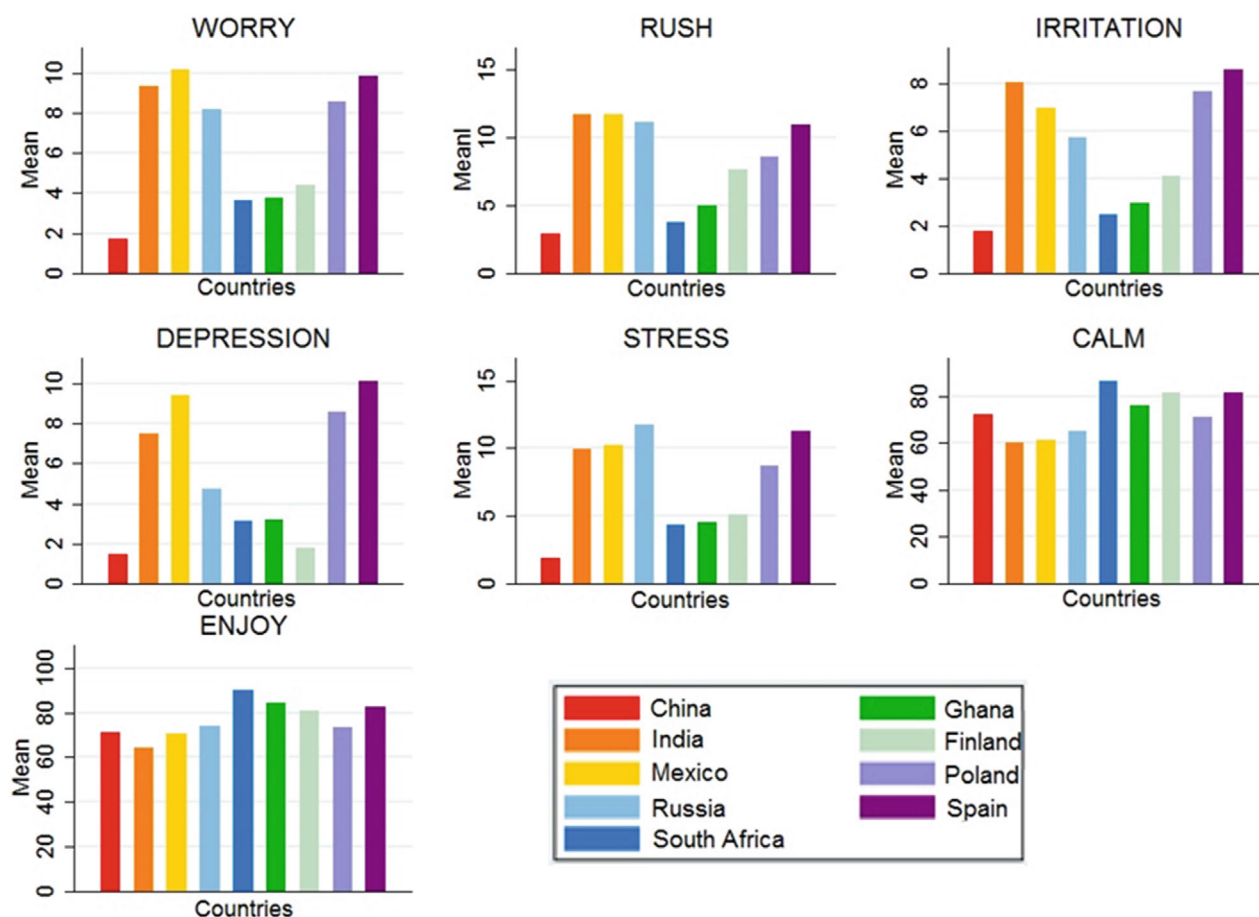 WORRY
Mean
0 2 4 6 8 10
Countries
RUSH
Meanl
0 5 10 15
Countries
IRRITATION
Mean
0 2 4 6 8
Countries
DEPRESSION
Mean
0 2 4 6 8 10
Countries
STRESS
Mean
0 5 10 15
Countries
CALM
Mean
0 20 40 60 80
Countries
ENJOY
Mean
0 20 40 60 80 100
Countries
China
India
Mexico
Russia
South Africa
Ghana
Finland
Poland
Spain